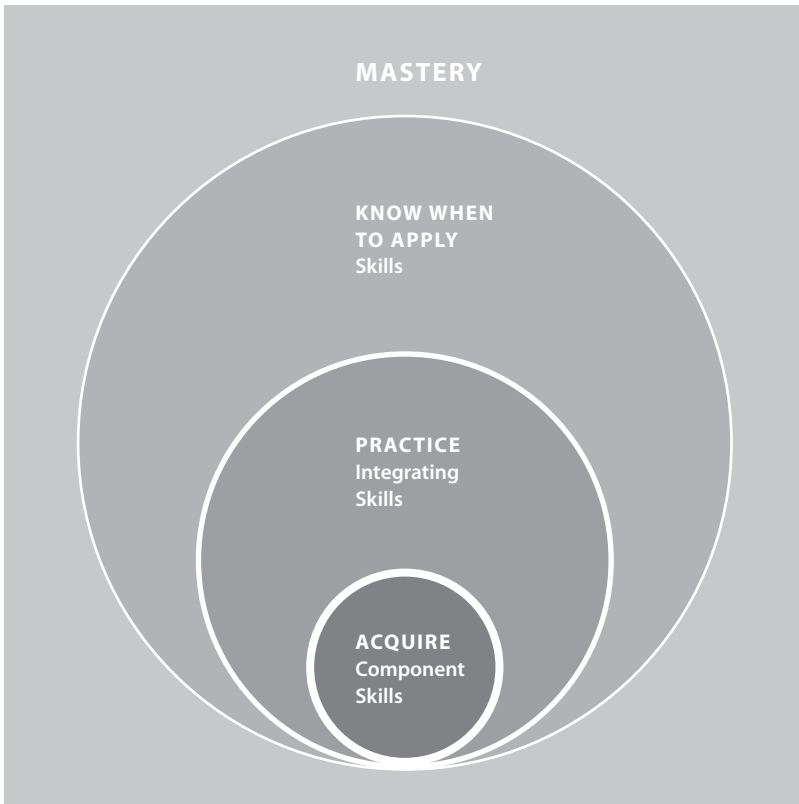 MASTERY
KNOW WHEN
TO APPLY
Skills
PRACTICE
Integrating
Skills
ACQUIRE
Component
Skills